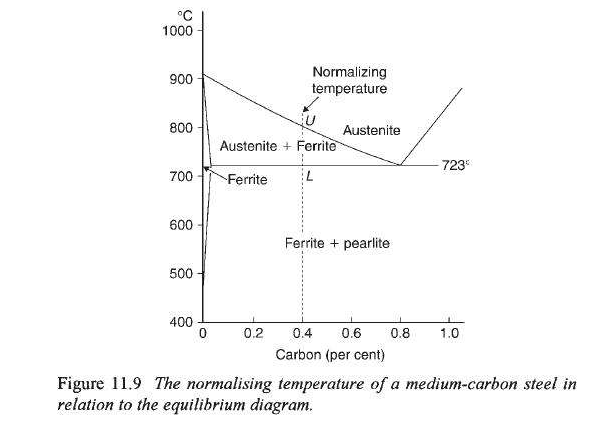 °C
1000
900
Normalizing
temperature
U
800
Austenite
Austenite + Ferrite
723°
700
Ferrite
L
600
Ferrite + pearlite
500
400
0 0.2 0.4 0.6 0.8 1.0
Carbon (per cent)
Figure 11.9 The normalising temperature of a medium-carbon steel in
relation to the equilibrium diagram.